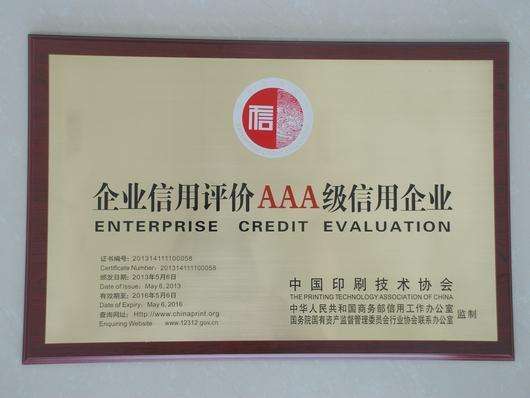 信
企业信用评价AAA级信用企业
ENTERPRISE CREDIT EVALUATION
证书编号：201314111100058
Certificate Number：201314111100058
颁发日期：2013年5月6日
Date of Issue：May 6, 2013
有效期至：2016年5月6日
Date of Expiry：May 6, 2016
查询网址：Http://www.chinaprint.org
Enquiring Website： www.12312.gov.cn
中国印刷技术协会
THE PRINTING TECHNOLOGY ASSOCIATION OF CHINA
中华人民共和国商务部信用工作办公室
国务院国有资产监督管理委员会行业协会联系办公室
监制